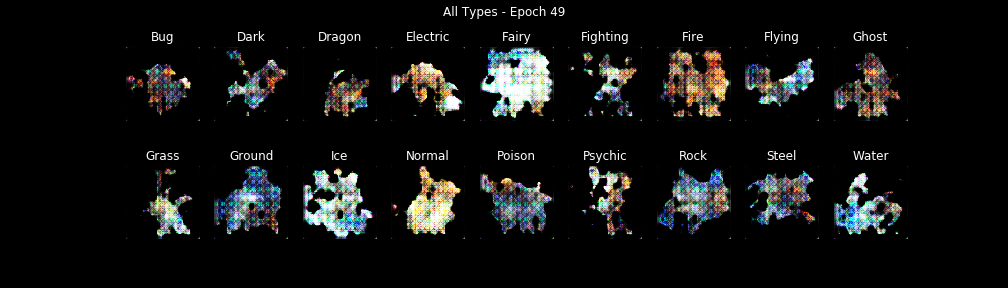 All Types - Epoch 49
Bug Dark Dragon Electric Fairy Fighting Fire Flying Ghost
Grass Ground Ice Normal Poison Psychic Rock Steel Water